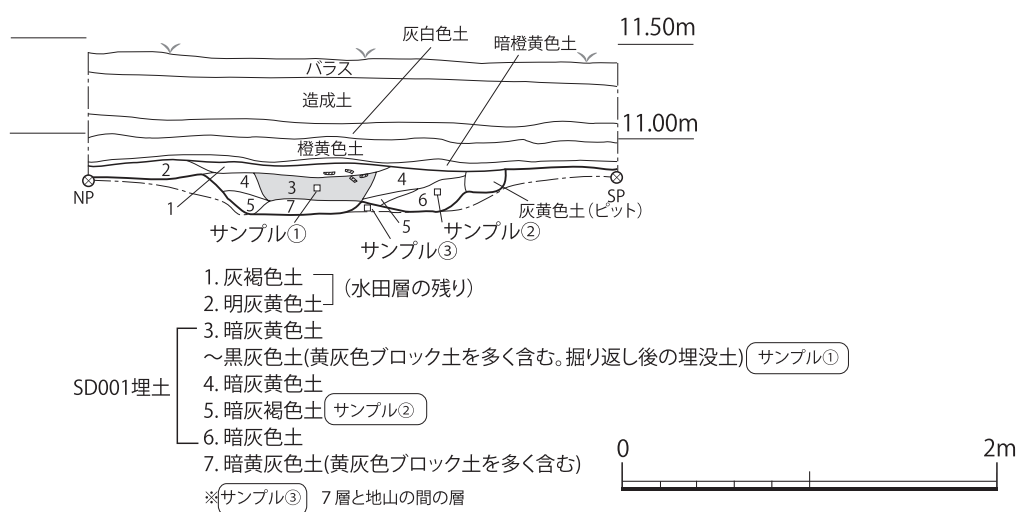 灰白色土
11.50m
暗橙黄色土
バラス
造成土
11.00m
橙黄色土
2
4
3
4
NP
1
5
7
5
6
SP
灰黄色土(ピット)
サンプル①
サンプル③
サンプル②
1. 灰褐色土
(水田層の残り)
2. 明灰黄色土
3. 暗灰黄色土
〜黒灰色土(黄灰色ブロック土を多く含む。掘り返し後の埋没土) サンプル①
SD001埋土
4. 暗灰黄色土
5. 暗灰褐色土 サンプル②
6. 暗灰色土
7. 暗黄灰色土(黄灰色ブロック土を多く含む)
※サンプル③ 7層と地山の間の層
0 2m